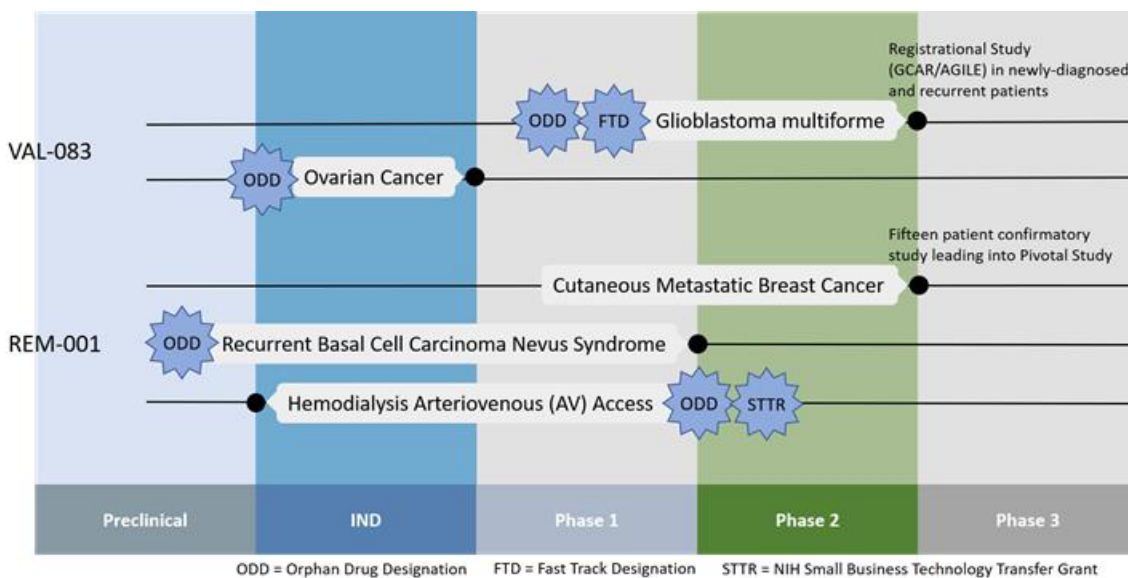 Registrational Study
(GCAR/AGILE) in newly-diagnosed
and recurrent patients
VAL-083
ODD
FTD
Glioblastoma multiforme
ODD
Ovarian Cancer
Fifteen patient confirmatory
study leading into Pivotal Study
REM-001
Cutaneous Metastatic Breast Cancer
ODD
Recurrent Basal Cell Carcinoma Nevus Syndrome
Hemodialysis Arteriovenous (AV) Access
ODD
STTR
Preclinical
IND
Phase 1
Phase 2
Phase 3
ODD = Orphan Drug Designation
FTD = Fast Track Designation
STTR = NIH Small Business Technology Transfer Grant